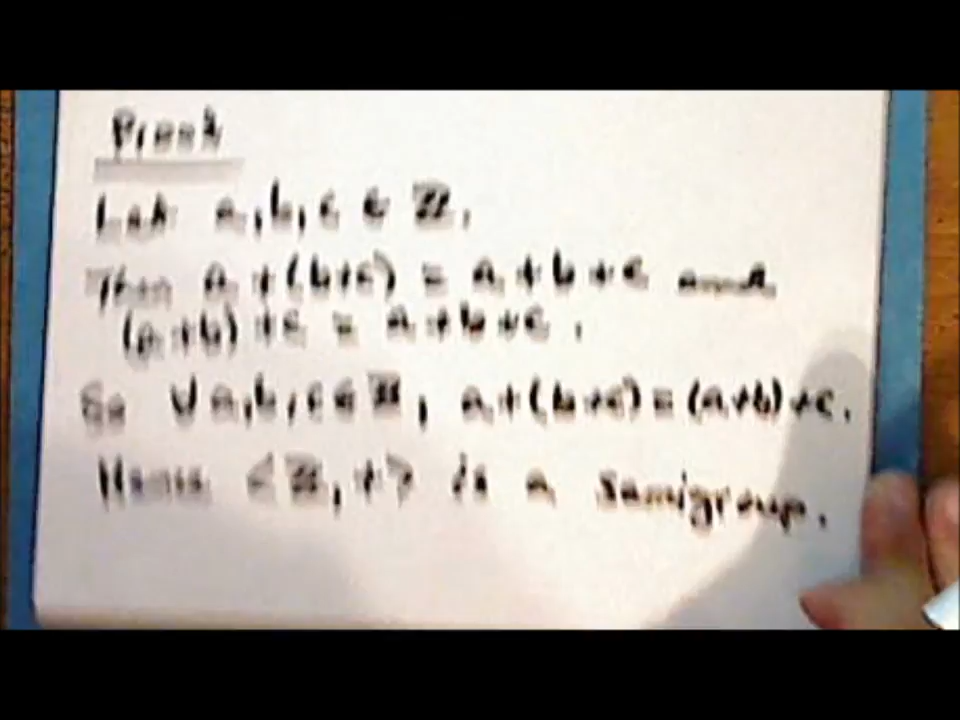 Proof
Let a, b, c ∈ ℤ.
Then a + (b+c) = a + b + c and
(a+b) + c = a + b + c.
So ∀ a, b, c ∈ ℤ, a + (b+c) = (a+b) + c.
Hence <ℤ, +> is a semigroup.